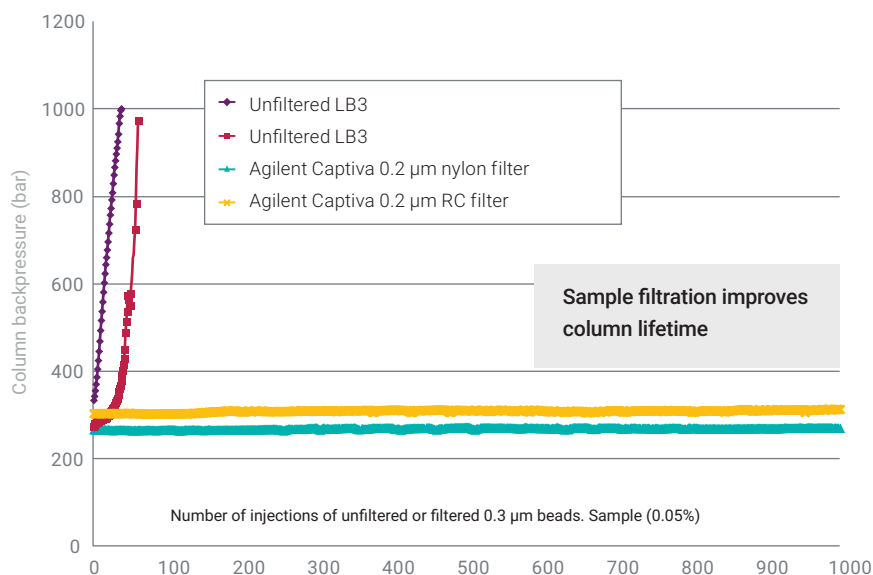 1200
1000
800
600
400
200
0
Column backpressure (bar)
Unfiltered LB3
Unfiltered LB3
Agilent Captiva 0.2 µm nylon filter
Agilent Captiva 0.2 µm RC filter
Sample filtration improves
column lifetime
Number of injections of unfiltered or filtered 0.3 µm beads. Sample (0.05%)
0 100 200 300 400 500 600 700 800 900 1000